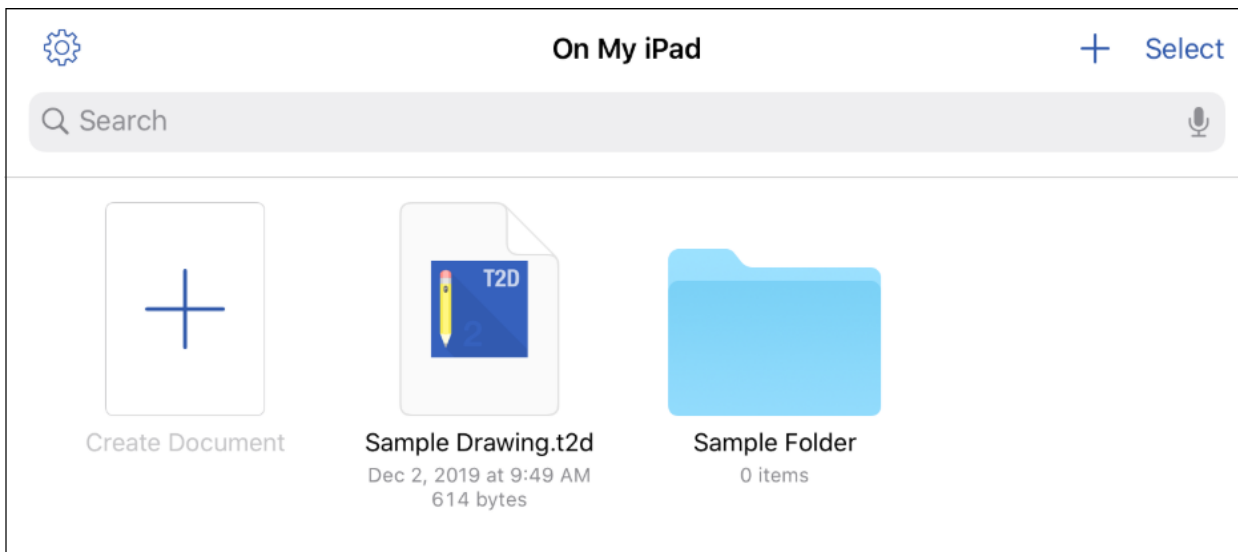 On My iPad
Select
Search
T2D
2
Create Document
Sample Drawing.t2d
Dec 2, 2019 at 9:49 AM
614 bytes
Sample Folder
0 items